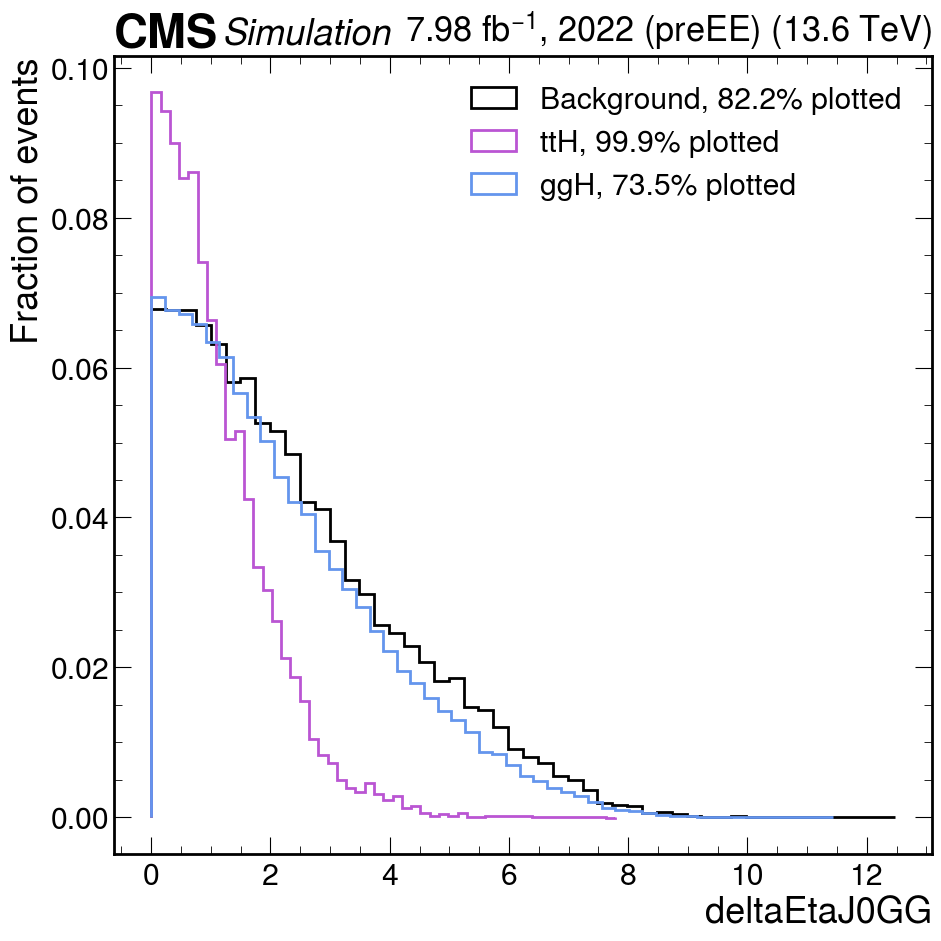 CMS Simulation 7.98 fb⁻¹, 2022 (preEE) (13.6 TeV)
Fraction of events
0.10
0.08
0.06
0.04
0.02
0.00
Background, 82.2% plotted
ttH, 99.9% plotted
ggH, 73.5% plotted
0 2 4 6 8 10 12
deltaEtaJ0GG